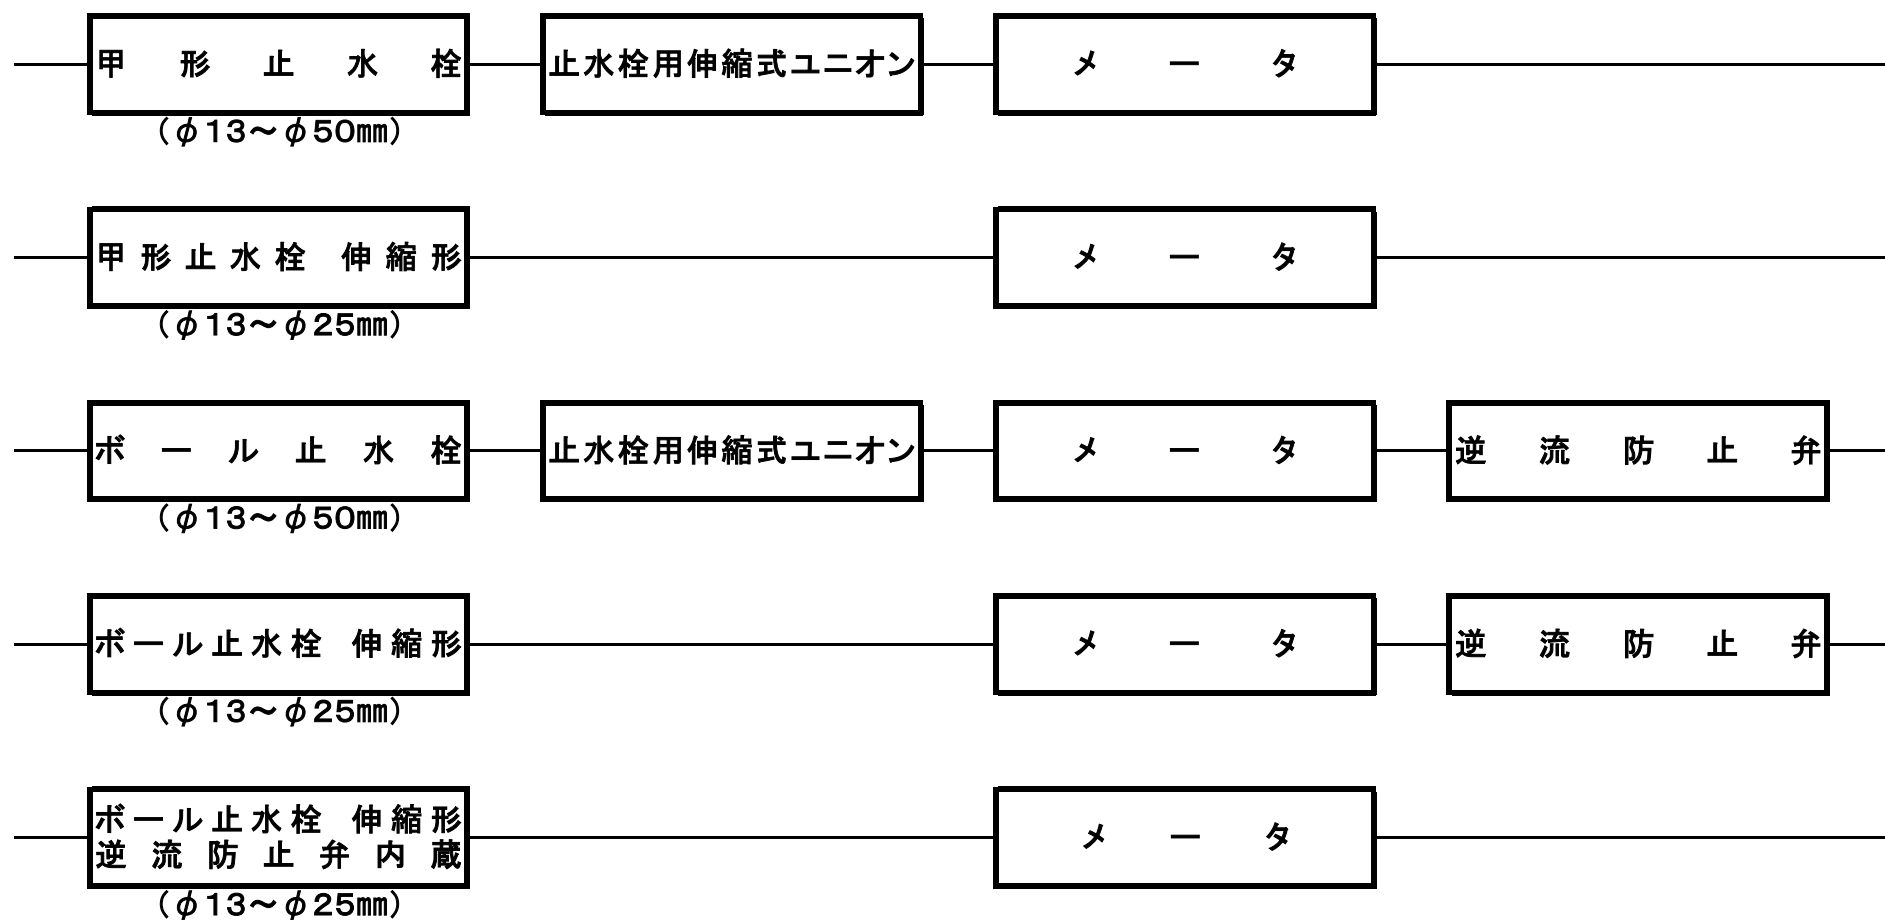 甲形止水栓 止水栓用伸縮式ユニオン メータ
（φ13～φ50㎜）
甲形止水栓 伸縮形 メータ
（φ13～φ25㎜）
ボール止水栓 止水栓用伸縮式ユニオン メータ 逆流防止弁
（φ13～φ50㎜）
ボール止水栓 伸縮形 メータ 逆流防止弁
（φ13～φ25㎜）
ボール止水栓 伸縮形
逆流防止弁内蔵 メータ
（φ13～φ25㎜）